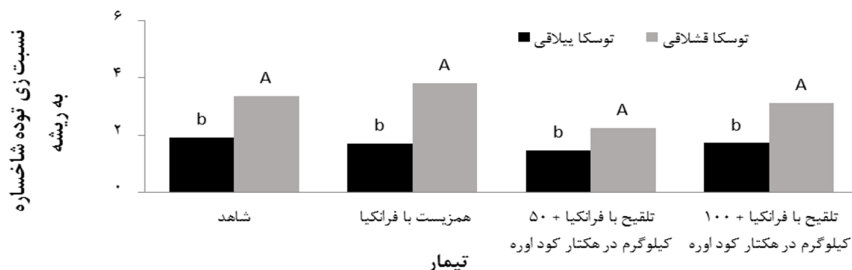 نسبت زی توده شاخساره
به ریشه
۶
۴
۲
۰
توسکا ییلاقی
توسکا قشلاقی
b
A
b
A
b
A
b
A
شاهد
همزیست با فرانکیا
تلقیح با فرانکیا + ۵۰
کیلوگرم در هکتار کود اوره
تلقیح با فرانکیا + ۱۰۰
کیلوگرم در هکتار کود اوره
تیمار